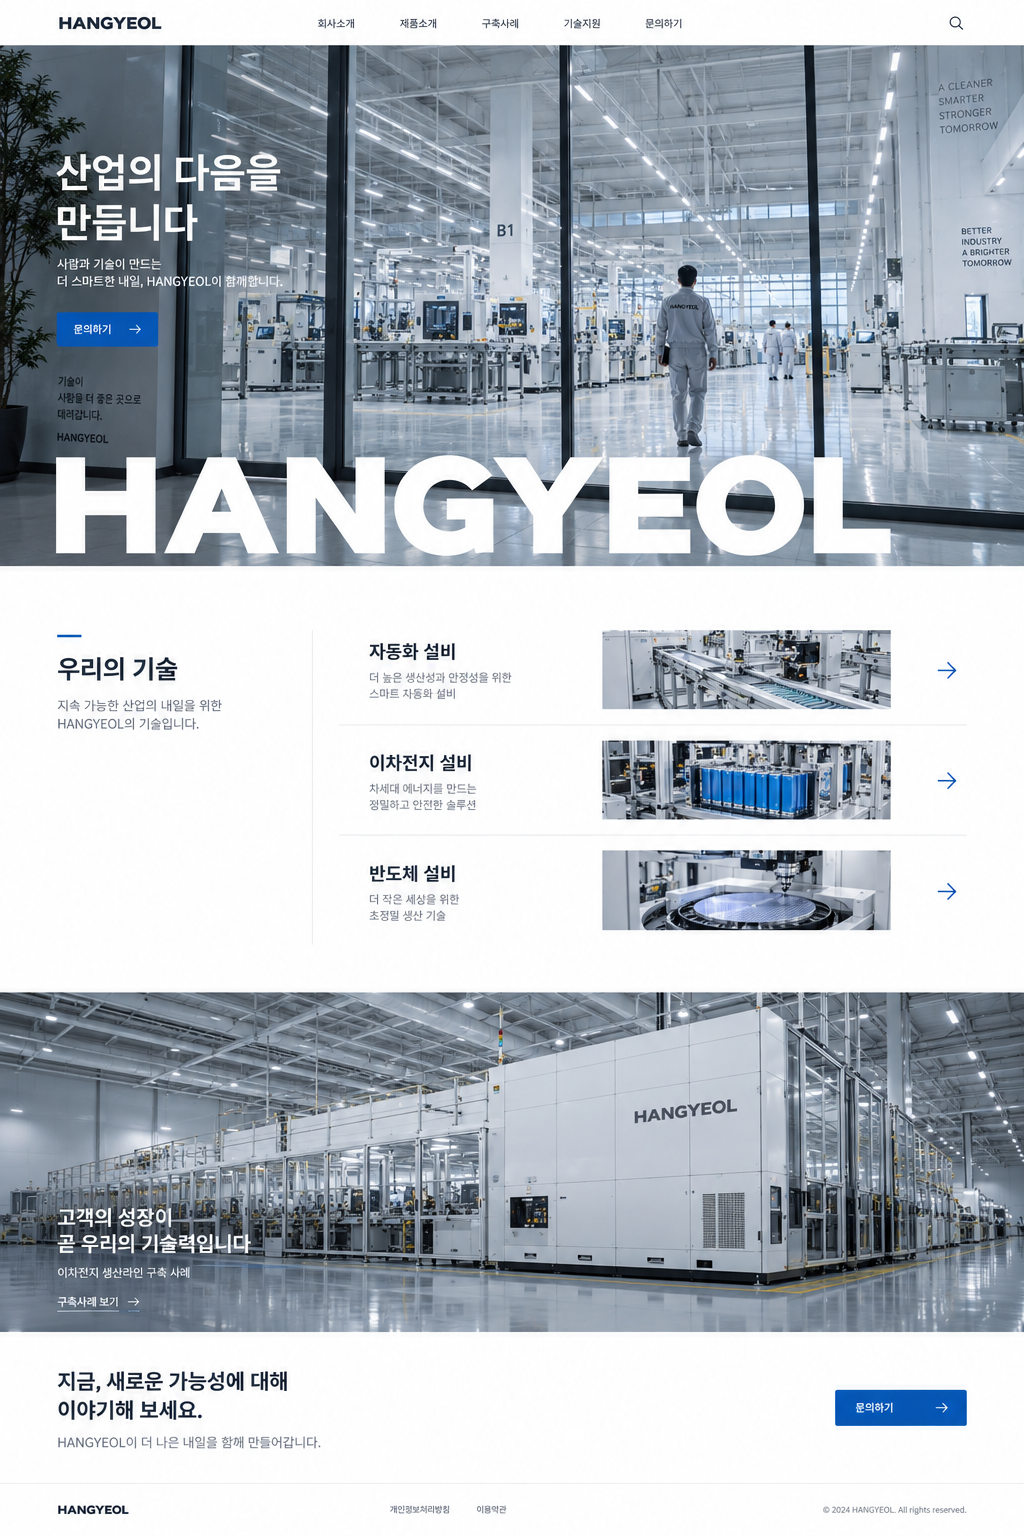 HANGYEOL
회사소개
제품소개
구축사례
기술지원
문의하기
A CLEANER
SMARTER
STRONGER
TOMORROW
산업의 다음을
만듭니다
B1
BETTER
INDUSTRY
A BRIGHTER
TOMORROW
사람과 기술이 만드는
더 스마트한 내일, HANGYEOL이 함께합니다.
HANGYEOL
문의하기 →
기술이
사람을 더 좋은 곳으로
데려갑니다.
HANGYEOL
HANGYEOL
우리의 기술
지속 가능한 산업의 내일을 위한
HANGYEOL의 기술입니다.
자동화 설비
더 높은 생산성과 안정성을 위한
스마트 자동화 설비
이차전지 설비
차세대 에너지를 만드는
정밀하고 안전한 솔루션
반도체 설비
더 작은 세상을 위한
초정밀 생산 기술
HANGYEOL
고객의 성장이
곧 우리의 기술력입니다
이차전지 생산라인 구축 사례
구축사례 보기 →
지금, 새로운 가능성에 대해
이야기해 보세요.
HANGYEOL이 더 나은 내일을 함께 만들어갑니다.
문의하기 →
HANGYEOL
개인정보처리방침
이용약관
© 2024 HANGYEOL. All rights reserved.